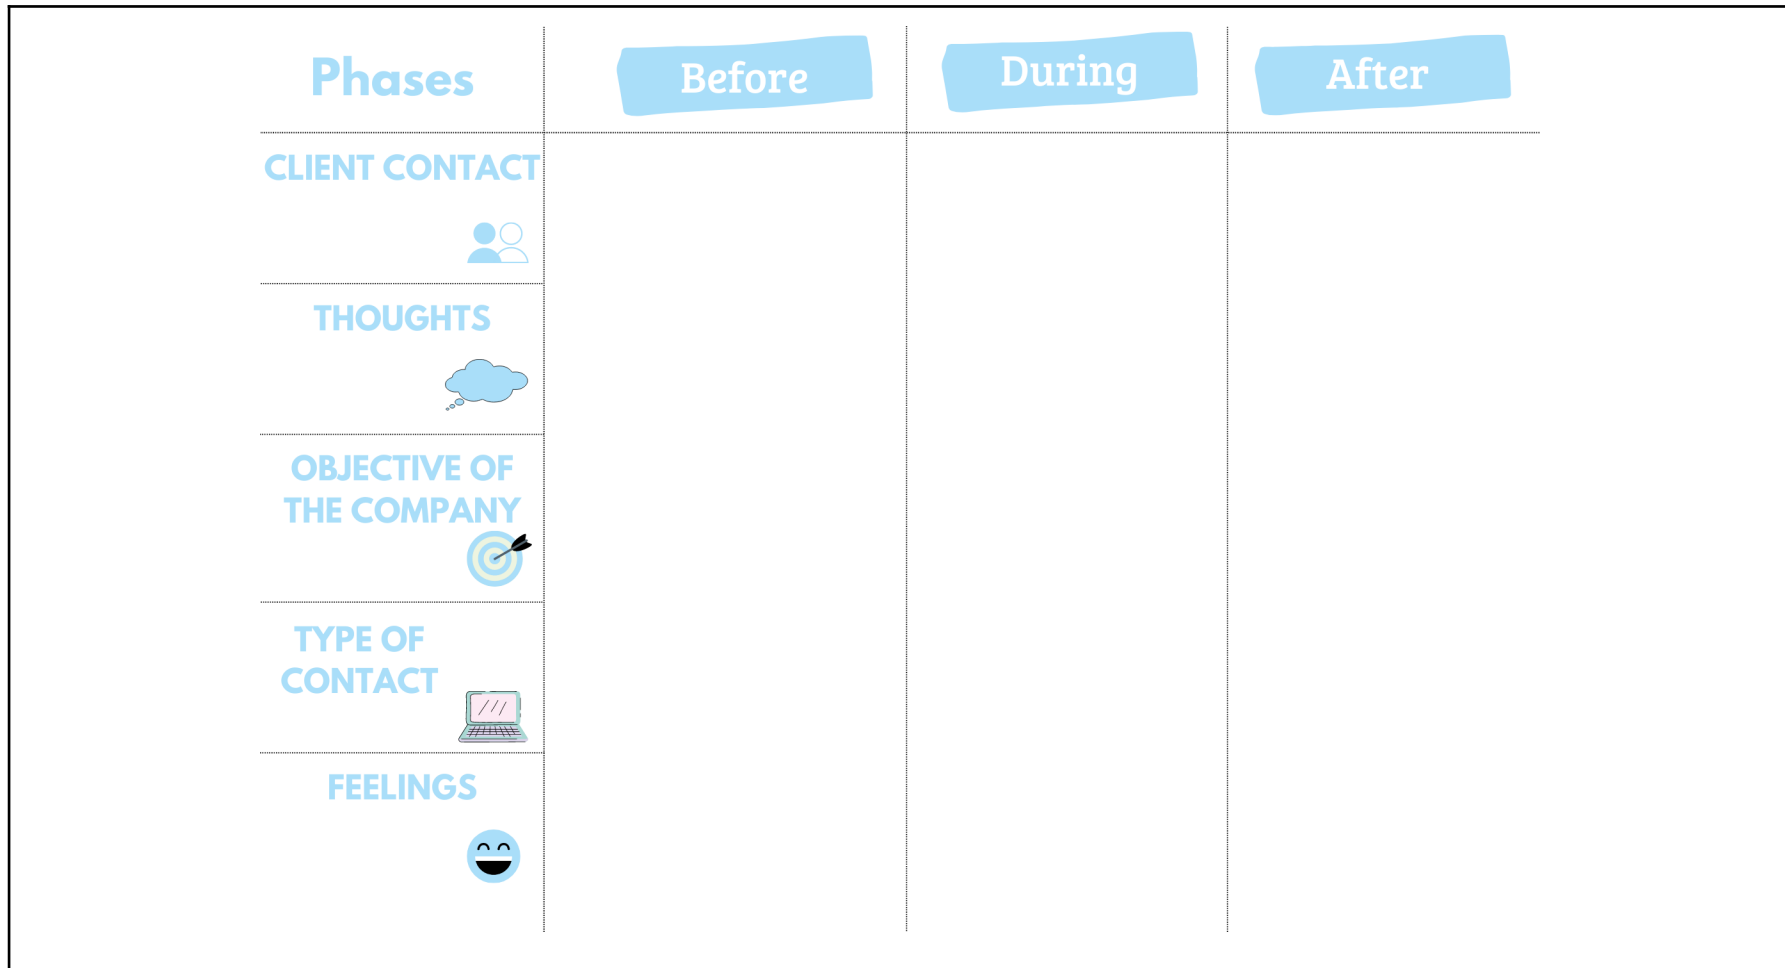 Phases
Before
During
After
CLIENT CONTACT
THOUGHTS
OBJECTIVE OF
THE COMPANY
TYPE OF
CONTACT
FEELINGS